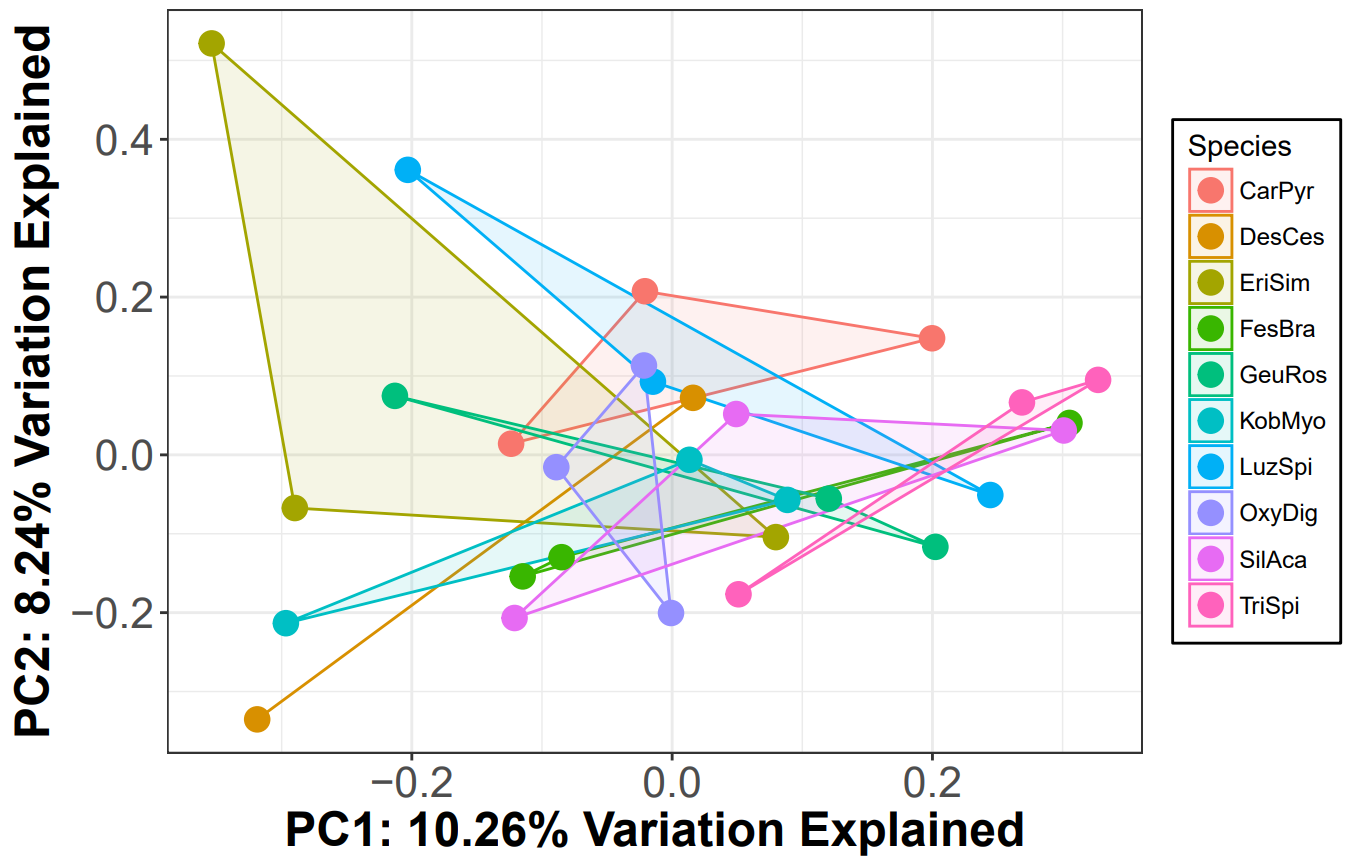 PC2: 8.24% Variation Explained
0.4
0.2
0.0
−0.2
−0.2
0.0
0.2
PC1: 10.26% Variation Explained
Species
CarPyr
DesCes
EriSim
FesBra
GeuRos
KobMyo
LuzSpi
OxyDig
SilAca
TriSpi